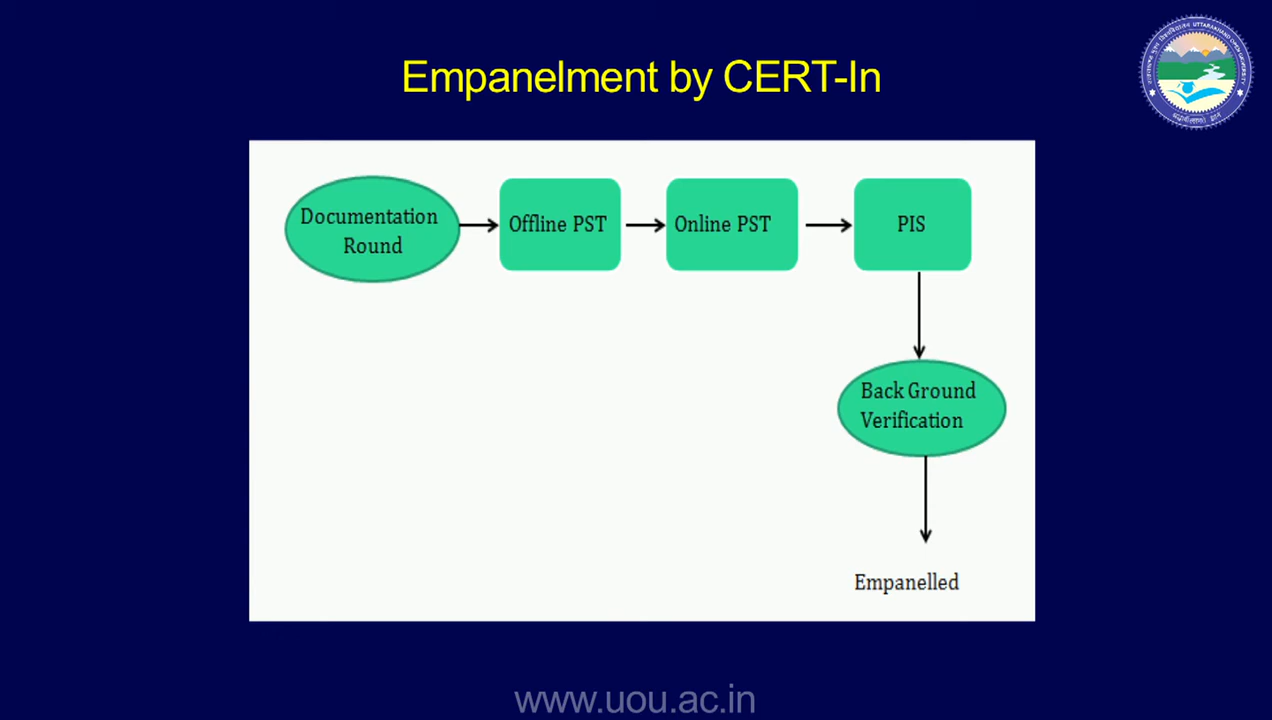 Empanelment by CERT-In
Documentation
Round
Offline PST
Online PST
PIS
Back Ground
Verification
Empanelled
www.uou.ac.in